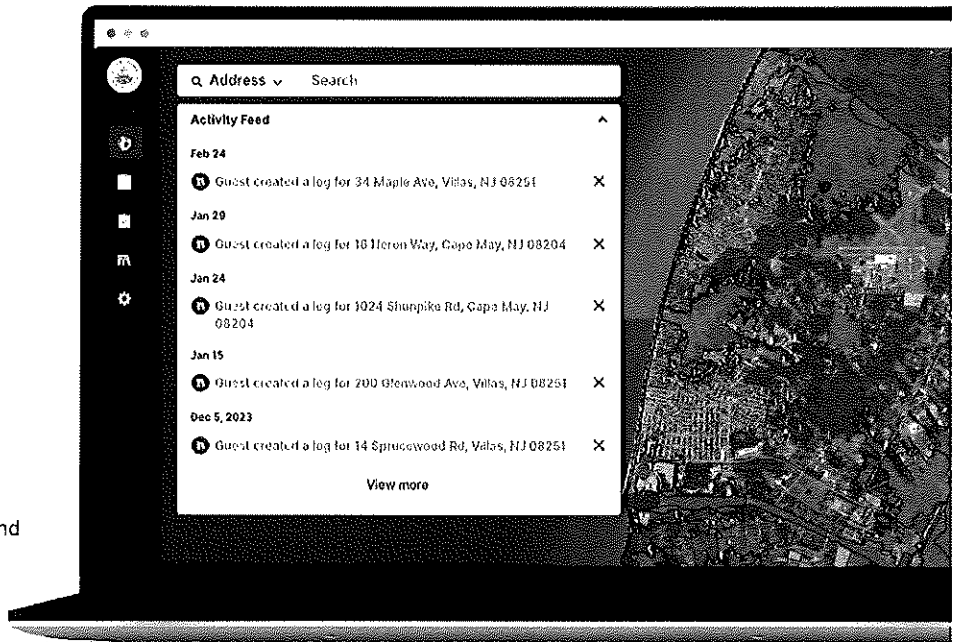 Address
Search
Activity Feed
Feb 24
Guest created a log for 34 Maple Ave, Villas, NJ 08251
Jan 29
Guest created a log for 16 Heron Way, Cape May, NJ 08204
Jan 24
Guest created a log for 1024 Shunpike Rd, Cape May, NJ
08204
Jan 15
Guest created a log for 200 Glenwood Ave, Villas, NJ 08251
Dec 5, 2023
Guest created a log for 14 Sprucewood Rd, Villas, NJ 08251
View more
nd